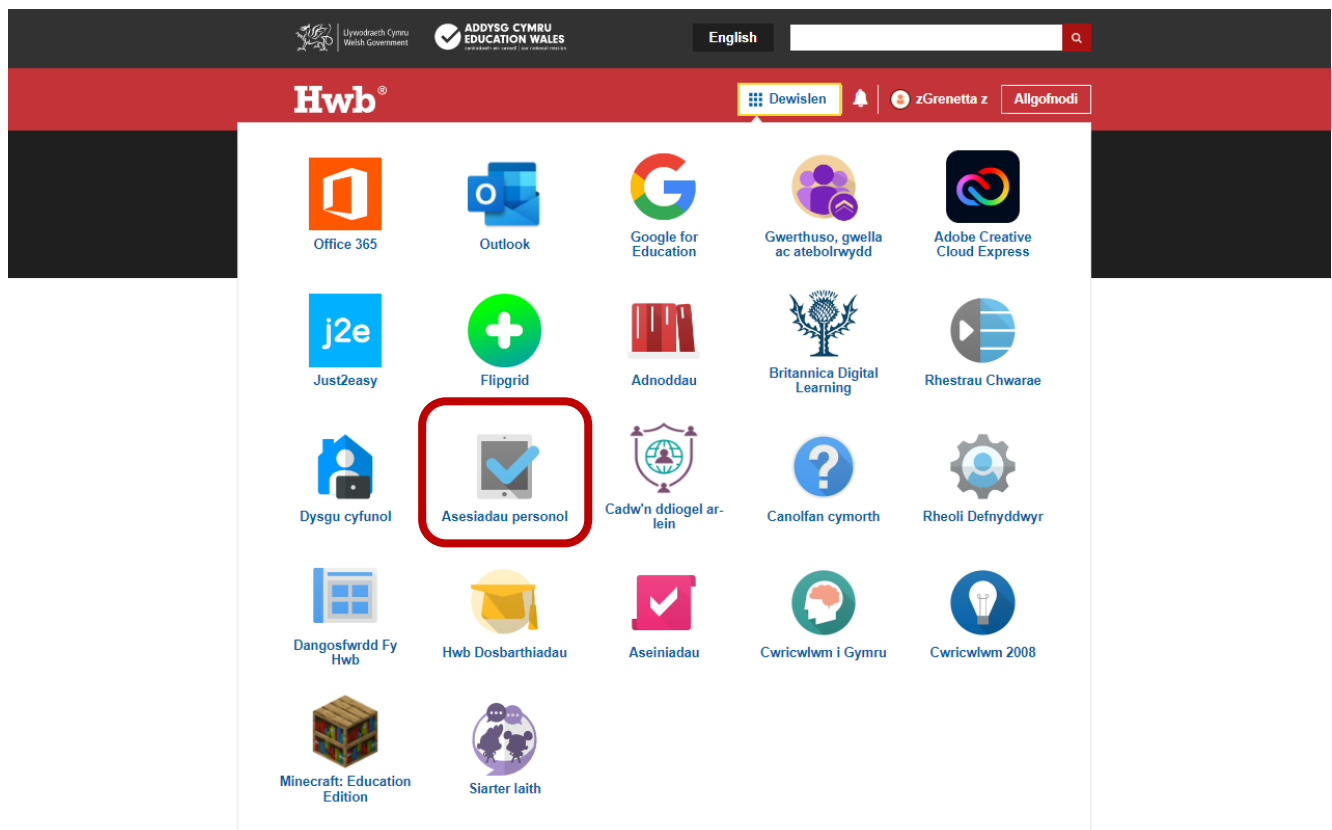 Llywodraeth Cymru
Welsh Government
ADDYSG CYMRU
EDUCATION WALES
English
Hwb®
Dewislen
zGrenetta z
Allgofnodi
Office 365
Outlook
Google for
Education
Gwerthuso, gwella
ac atebolrwydd
Adobe Creative
Cloud Express
j2e
Just2easy
Flipgrid
Adnoddau
Britannica Digital
Learning
Rhestrau Chwarae
Dysgu cyfunol
Asesiadau personol
Cadw'n ddiogel ar-
lein
Canolfan cymorth
Rheoli Defnyddwyr
Dangosfwrdd Fy
Hwb
Hwb Dosbarthiadau
Aseiniadau
Cwricwlwm i Gymru
Cwricwlwm 2008
Minecraft: Education
Edition
Siarter Iaith